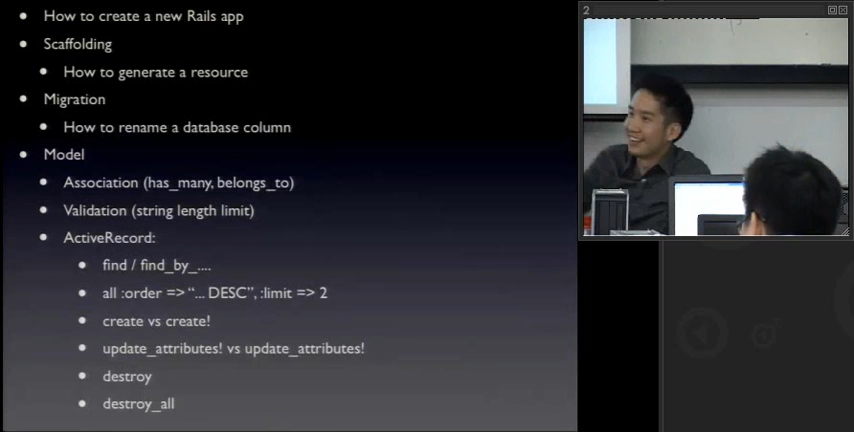 • How to create a new Rails app
• Scaffolding
• How to generate a resource
• Migration
• How to rename a database column
• Model
• Association (has_many, belongs_to)
• Validation (string length limit)
• ActiveRecord:
• find / find_by_....
• all :order => “... DESC”, :limit => 2
• create vs create!
• update_attributes! vs update_attributes!
• destroy
• destroy_all
2